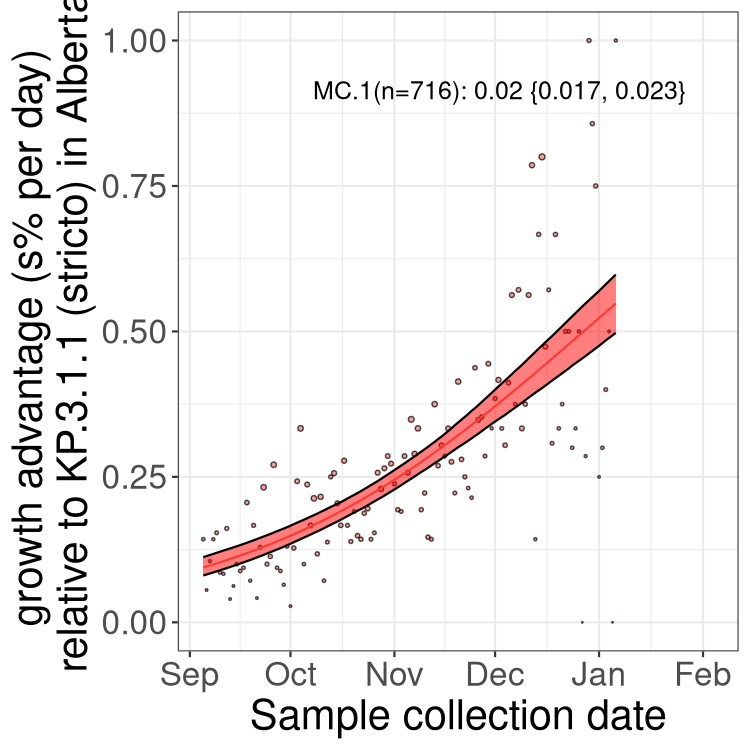 growth advantage (s% per day)
relative to KP.3.1.1 (stricto) in Alberta
1.00
0.75
0.50
0.25
0.00
MC.1(n=716): 0.02 {0.017, 0.023}
Sep Oct Nov Dec Jan Feb
Sample collection date